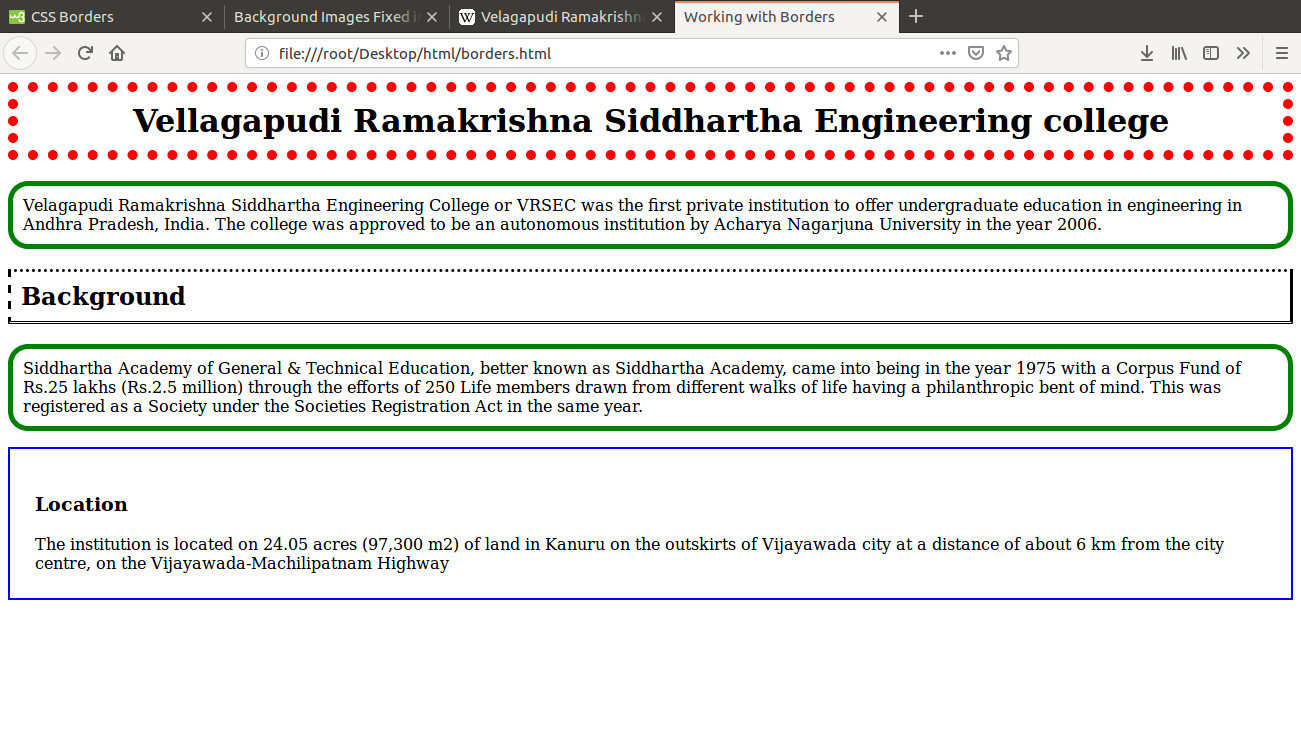 CSS Borders
Background Images Fixed i
Velagapudi Ramakrishn
Working with Borders
file:///root/Desktop/html/borders.html
Vellagapudi Ramakrishna Siddhartha Engineering college
Velagapudi Ramakrishna Siddhartha Engineering College or VRSEC was the first private institution to offer undergraduate education in engineering in
Andhra Pradesh, India. The college was approved to be an autonomous institution by Acharya Nagarjuna University in the year 2006.
Background
Siddhartha Academy of General & Technical Education, better known as Siddhartha Academy, came into being in the year 1975 with a Corpus Fund of
Rs.25 lakhs (Rs.2.5 million) through the efforts of 250 Life members drawn from different walks of life having a philanthropic bent of mind. This was
registered as a Society under the Societies Registration Act in the same year.
Location
The institution is located on 24.05 acres (97,300 m2) of land in Kanuru on the outskirts of Vijayawada city at a distance of about 6 km from the city
centre, on the Vijayawada-Machilipatnam Highway